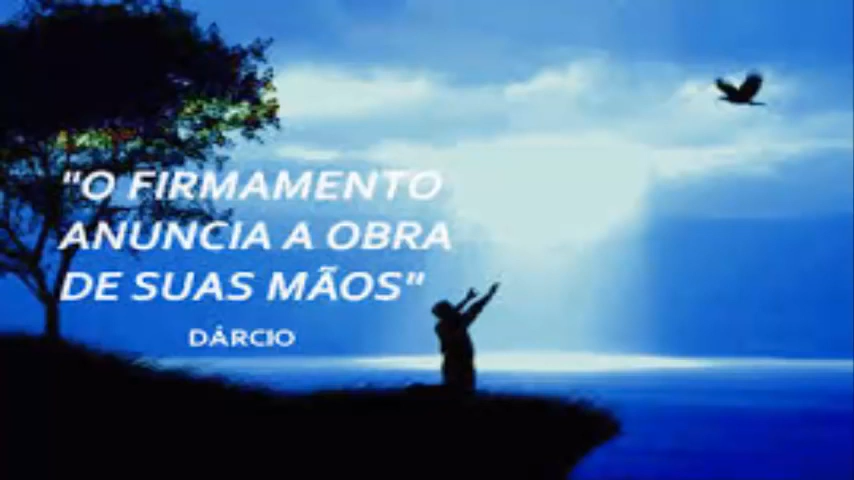 "O FIRMAMENTO
ANUNCIA A OBRA
DE SUAS MÃOS"
DÁRCIO